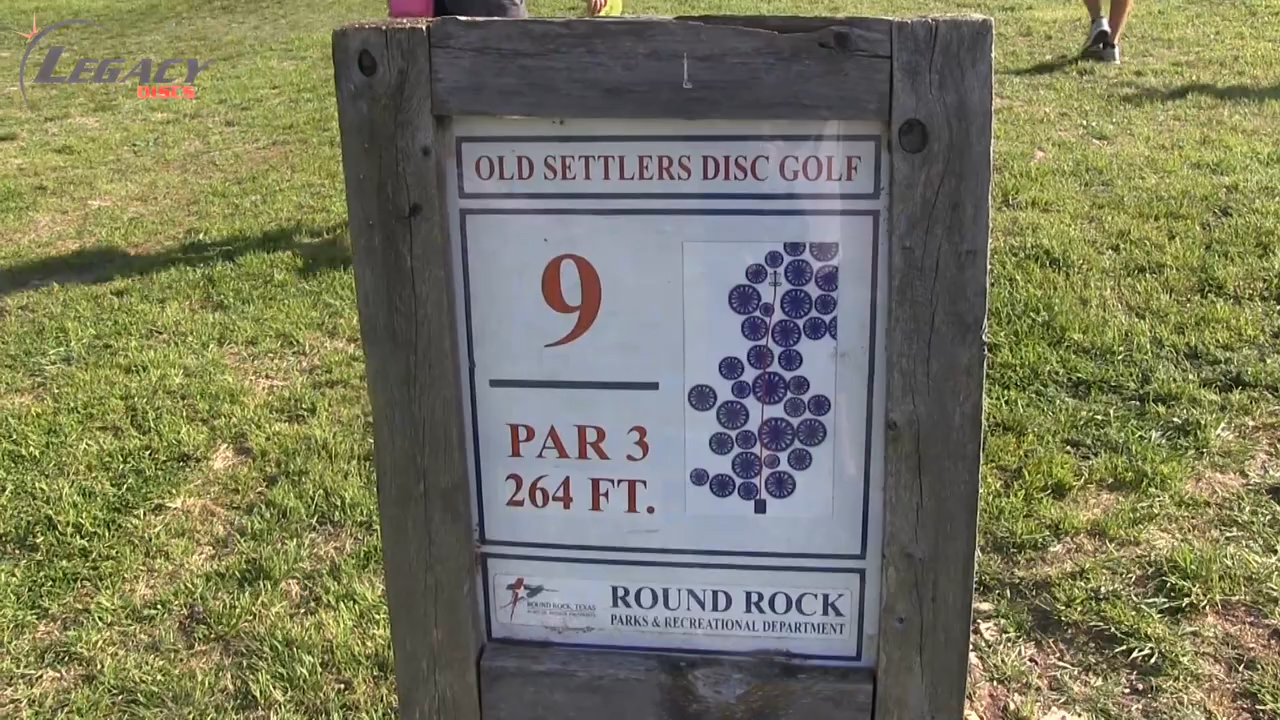 LEGACY
DISCS
OLD SETTLERS DISC GOLF
9
PAR 3
264 FT.
ROUND ROCK, TEXAS
ROUND ROCK
PARKS & RECREATIONAL DEPARTMENT